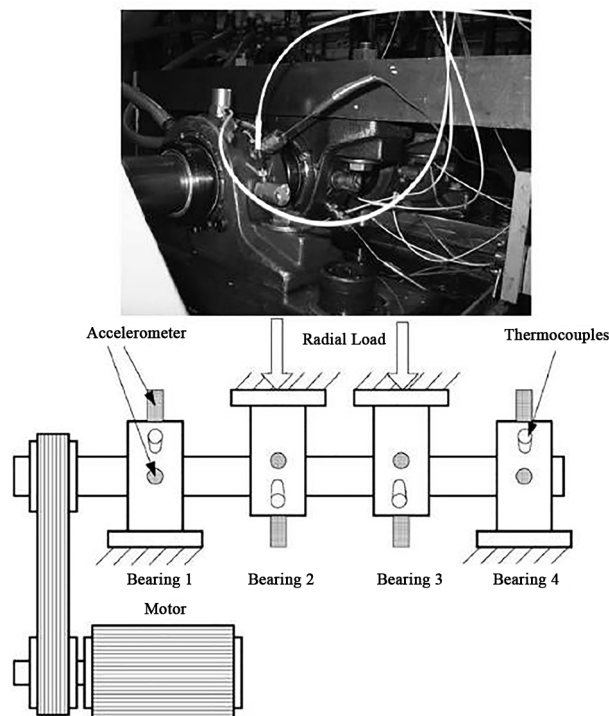 Accelerometer
Radial Load
Thermocouples
Bearing 1
Bearing 2
Bearing 3
Bearing 4
Motor